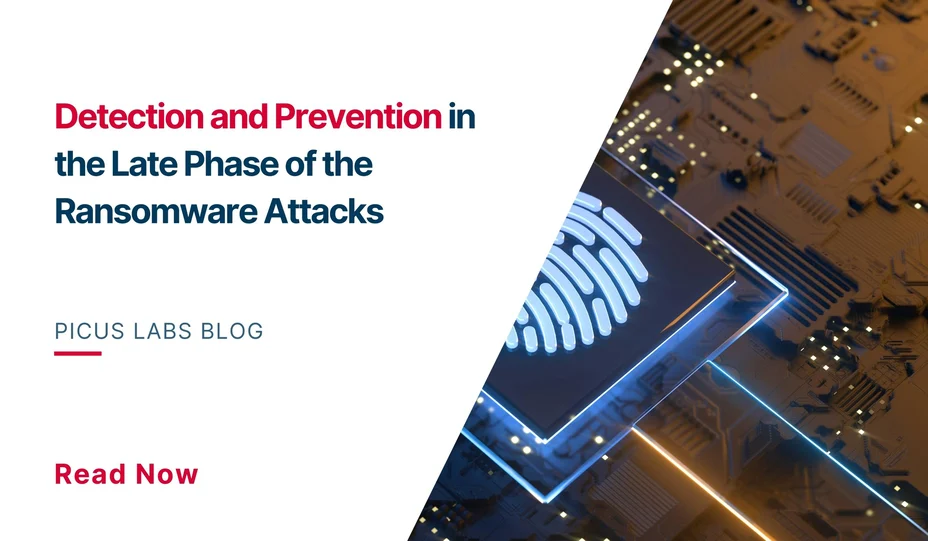 Detection and Prevention in
the Late Phase of the
Ransomware Attacks
PICUS LABS BLOG
Read Now